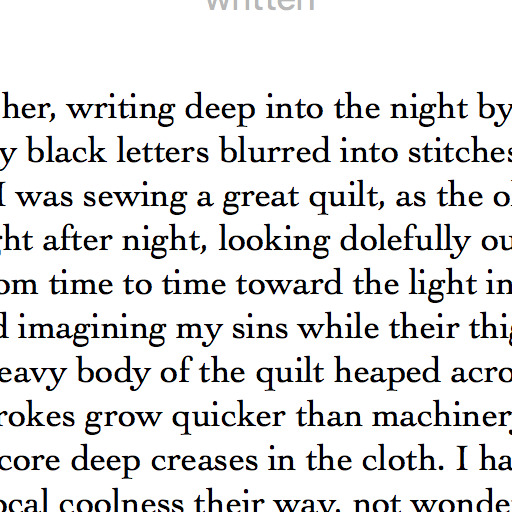 written
her, writing deep into the night by
y black letters blurred into stitches
I was sewing a great quilt, as the ol
ght after night, looking dolefully ou
om time to time toward the light in
d imagining my sins while their thig
eavy body of the quilt heaped acro
rokes grow quicker than machinery
core deep creases in the cloth. I ha
ocal coolness their way, not wonde